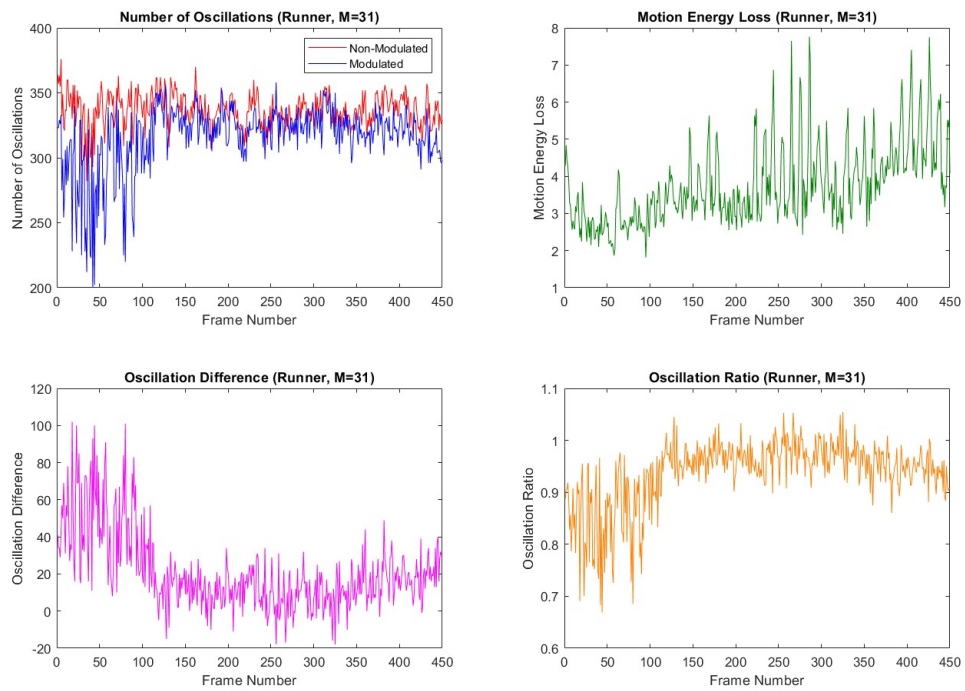 Number of Oscillations (Runner, M=31)
400
350
300
250
200
Number of Oscillations
Non-Modulated
Modulated
0 50 100 150 200 250 300 350 400 450
Frame Number
Motion Energy Loss (Runner, M=31)
8
7
6
5
4
3
2
1
Motion Energy Loss
0 50 100 150 200 250 300 350 400 450
Frame Number
Oscillation Difference (Runner, M=31)
120
100
80
60
40
20
0
-20
Oscillation Difference
0 50 100 150 200 250 300 350 400 450
Frame Number
Oscillation Ratio (Runner, M=31)
1.1
1
0.9
0.8
0.7
0.6
Oscillation Ratio
0 50 100 150 200 250 300 350 400 450
Frame Number